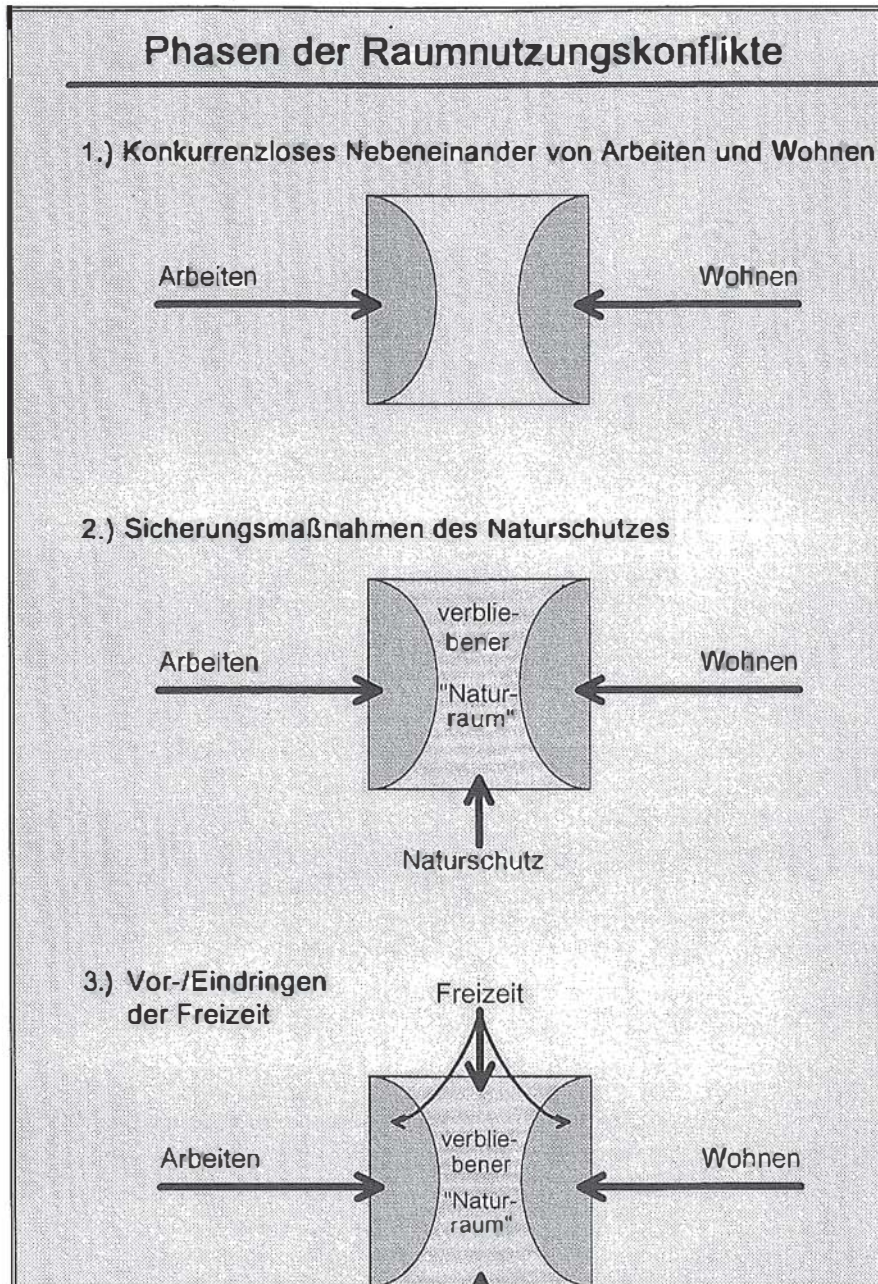 Phasen der Raumnutzungskonflikte
1.) Konkurrenzloses Nebeneinander von Arbeiten und Wohnen
Arbeiten
Wohnen
2.) Sicherungsmaßnahmen des Naturschutzes
verblie-
bener
Arbeiten
Wohnen
"Natur-
raum"
Naturschutz
3.) Vor-/Eindringen
der Freizeit
Freizeit
verblie-
bener
Arbeiten
Wohnen
"Natur-
raum"